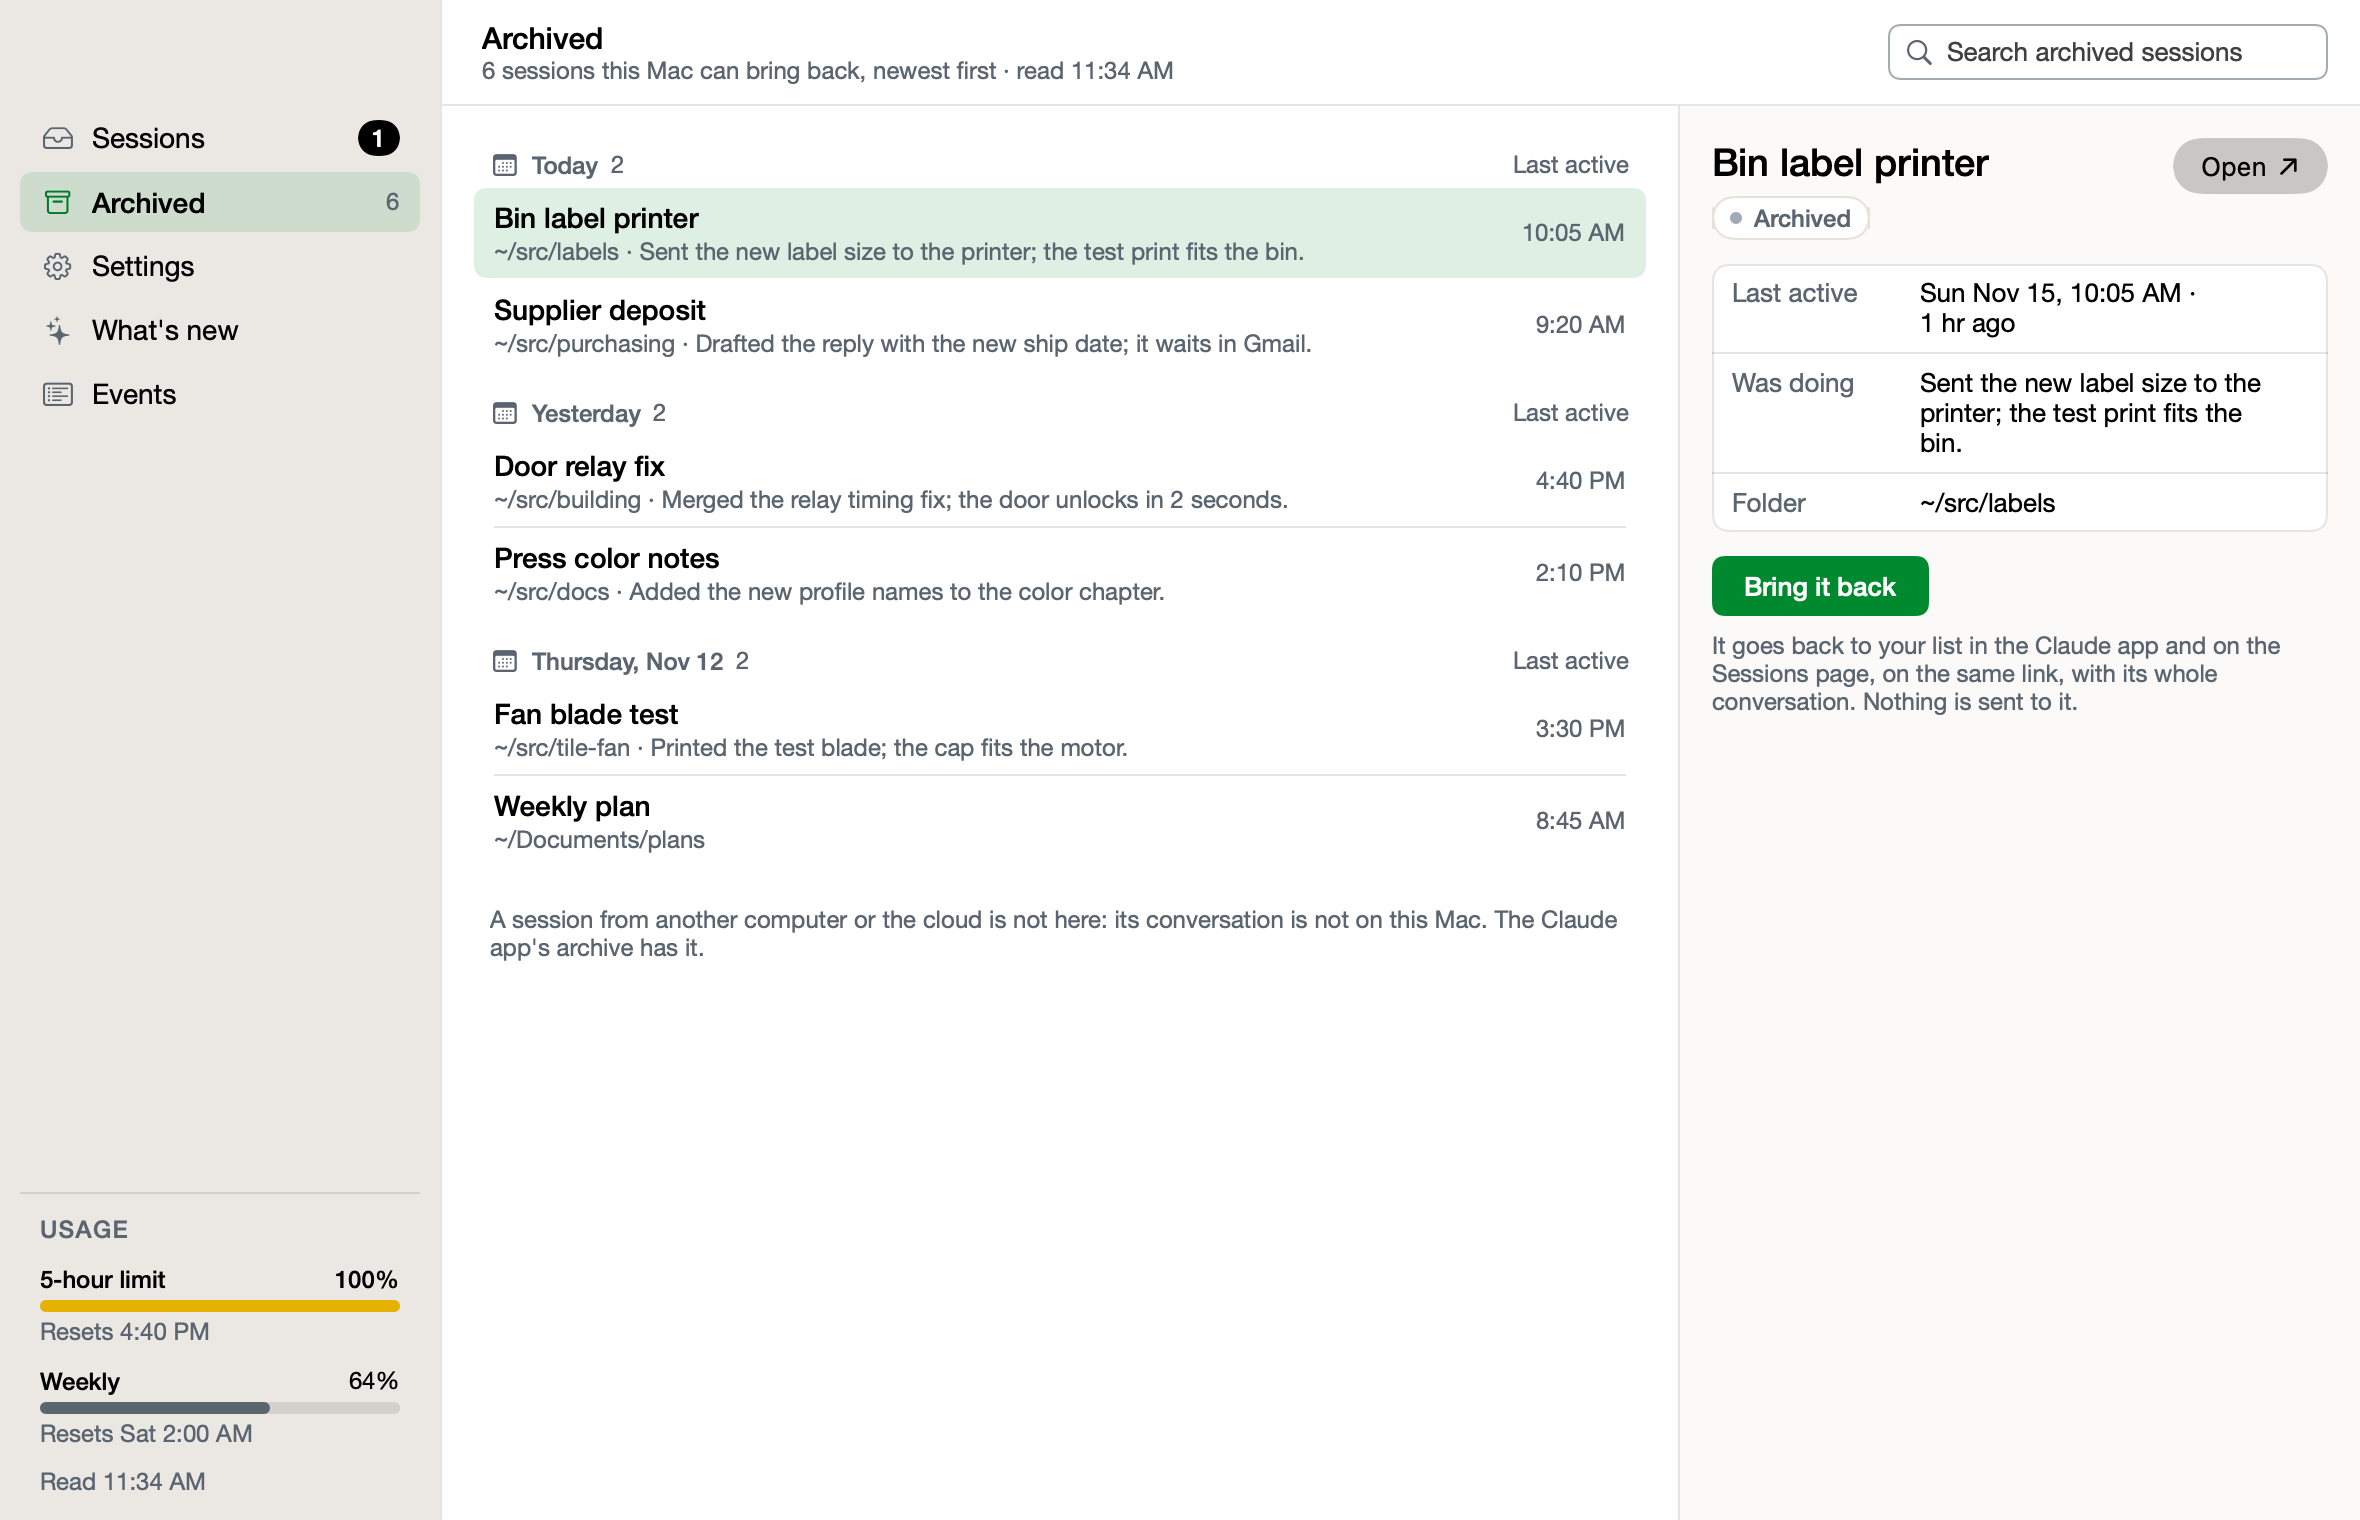 Sessions 1
Archived 6
Settings
What's new
Events
USAGE
5-hour limit 100%
Resets 4:40 PM
Weekly 64%
Resets Sat 2:00 AM
Read 11:34 AM
Archived
6 sessions this Mac can bring back, newest first · read 11:34 AM
Search archived sessions
Today 2 Last active
Bin label printer
~/src/labels · Sent the new label size to the printer; the test print fits the bin.
10:05 AM
Supplier deposit
~/src/purchasing · Drafted the reply with the new ship date; it waits in Gmail.
9:20 AM
Yesterday 2 Last active
Door relay fix
~/src/building · Merged the relay timing fix; the door unlocks in 2 seconds.
4:40 PM
Press color notes
~/src/docs · Added the new profile names to the color chapter.
2:10 PM
Thursday, Nov 12 2 Last active
Fan blade test
~/src/tile-fan · Printed the test blade; the cap fits the motor.
3:30 PM
Weekly plan
~/Documents/plans
8:45 AM
A session from another computer or the cloud is not here: its conversation is not on this Mac. The Claude
app's archive has it.
Bin label printer
Open
Archived
Last active Sun Nov 15, 10:05 AM ·
1 hr ago
Was doing Sent the new label size to the
printer; the test print fits the
bin.
Folder ~/src/labels
Bring it back
It goes back to your list in the Claude app and on the
Sessions page, on the same link, with its whole
conversation. Nothing is sent to it.